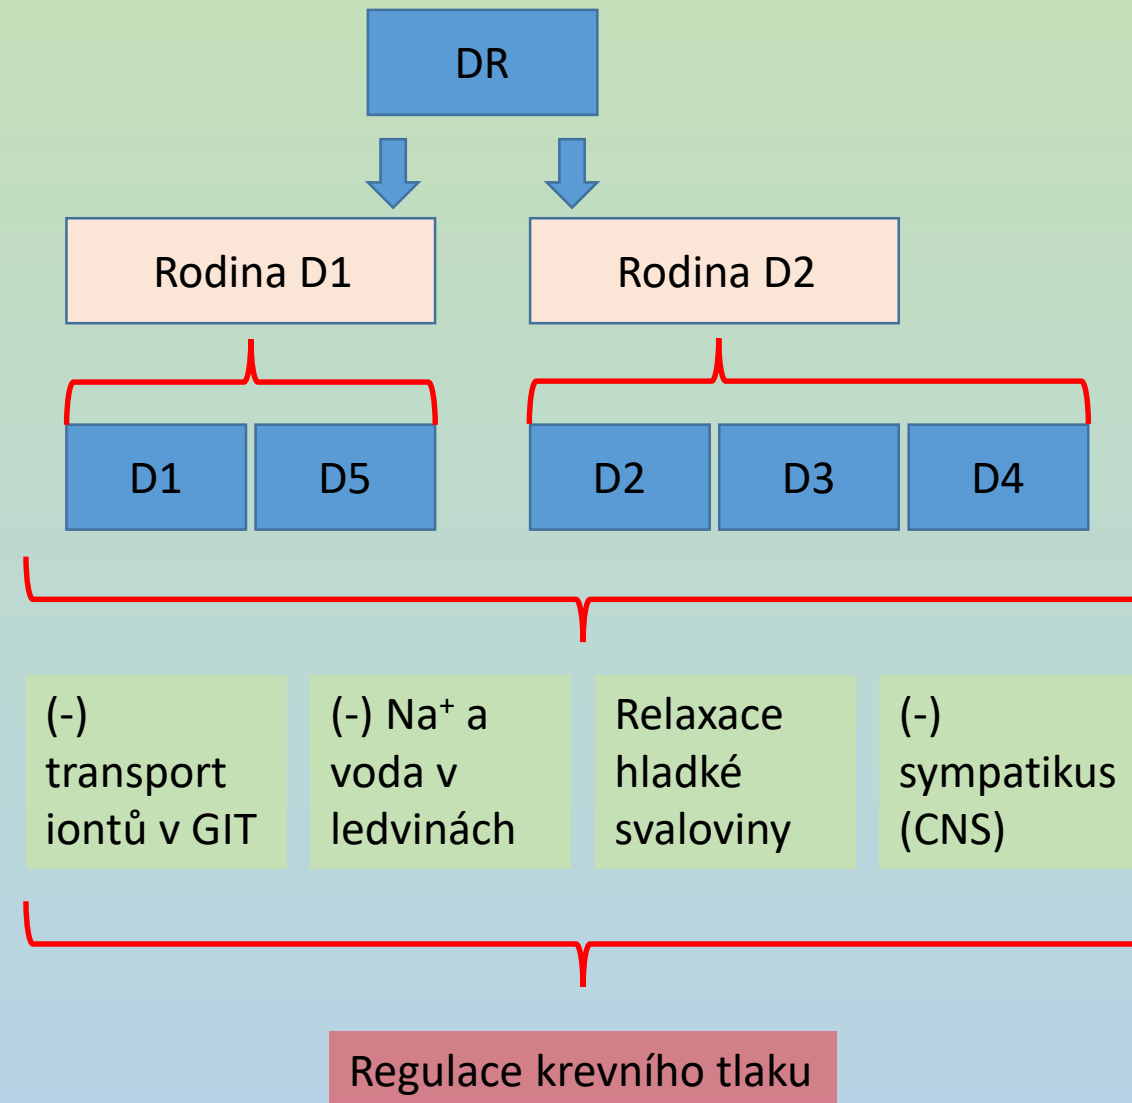 DR
Rodina D1
Rodina D2
D1
D5
D2
D3
D4
(-)
transport
iontů v GIT
(-) Na⁺ a
voda v
ledvinách
Relaxace
hladké
svaloviny
(-)
sympatikus
(CNS)
Regulace krevního tlaku